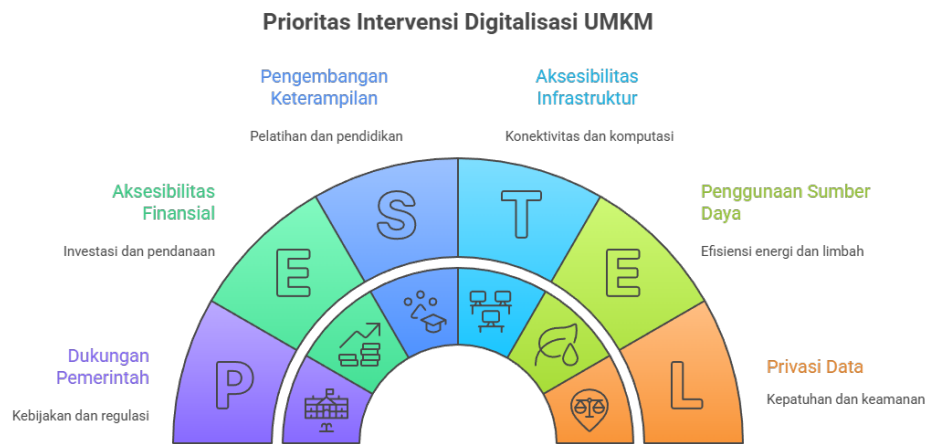 Prioritas Intervensi Digitalisasi UMKM
Pengembangan
Keterampilan
Pelatihan dan pendidikan
Aksesibilitas
Infrastruktur
Konektivitas dan komputasi
Aksesibilitas
Finansial
Investasi dan pendanaan
Penggunaan Sumber
Daya
Efisiensi energi dan limbah
Dukungan
Pemerintah
Kebijakan dan regulasi
Privasi Data
Kepatuhan dan keamanan
P
E
S
T
E
L